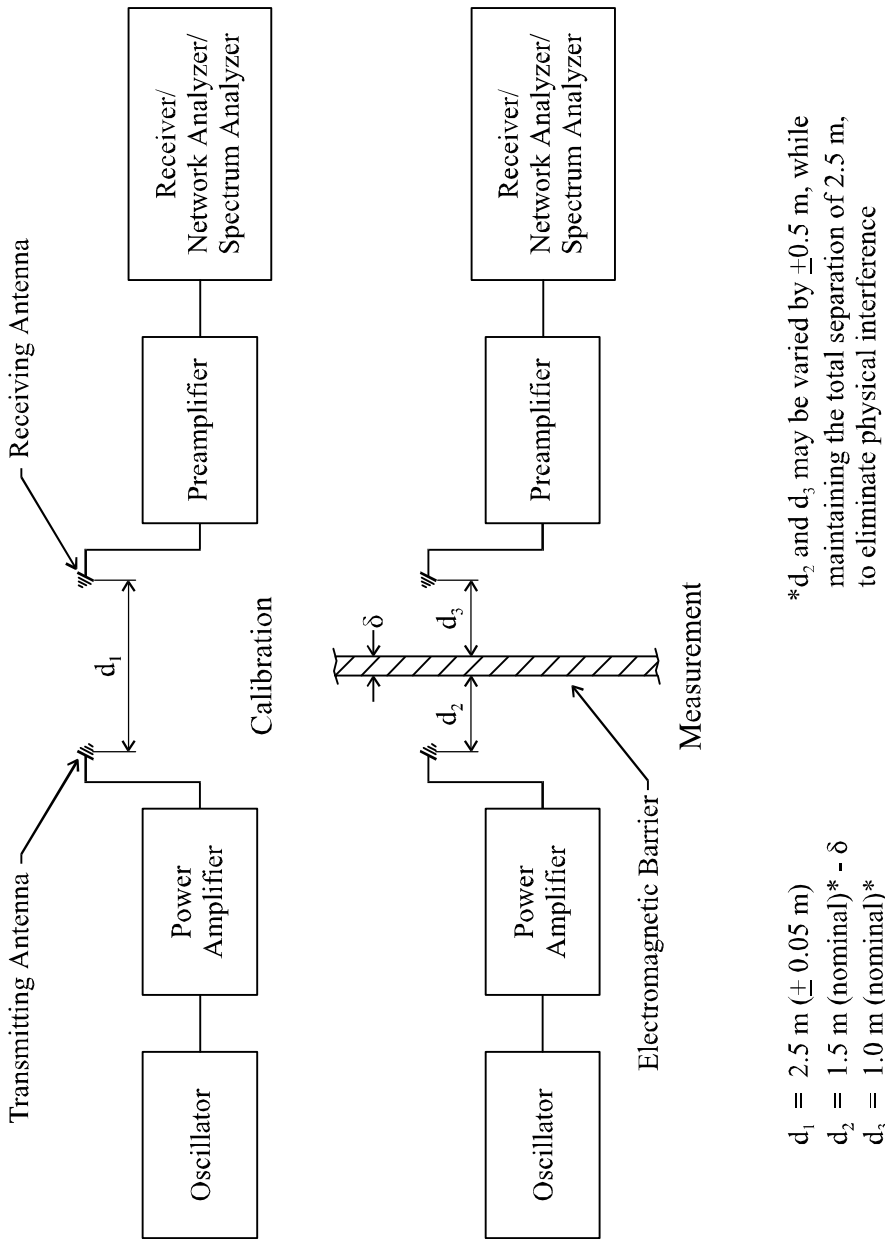 Transmitting Antenna
Receiving Antenna
d₁
Oscillator
Power
Amplifier
Preamplifier
Receiver/
Network Analyzer/
Spectrum Analyzer
Calibration
δ
d₂
d₃
Oscillator
Power
Amplifier
Preamplifier
Receiver/
Network Analyzer/
Spectrum Analyzer
Electromagnetic Barrier
Measurement
d₁ = 2.5 m (± 0.05 m)
d₂ = 1.5 m (nominal)* - δ
d₃ = 1.0 m (nominal)*
*d₂ and d₃ may be varied by ±0.5 m, while
maintaining the total separation of 2.5 m,
to eliminate physical interference